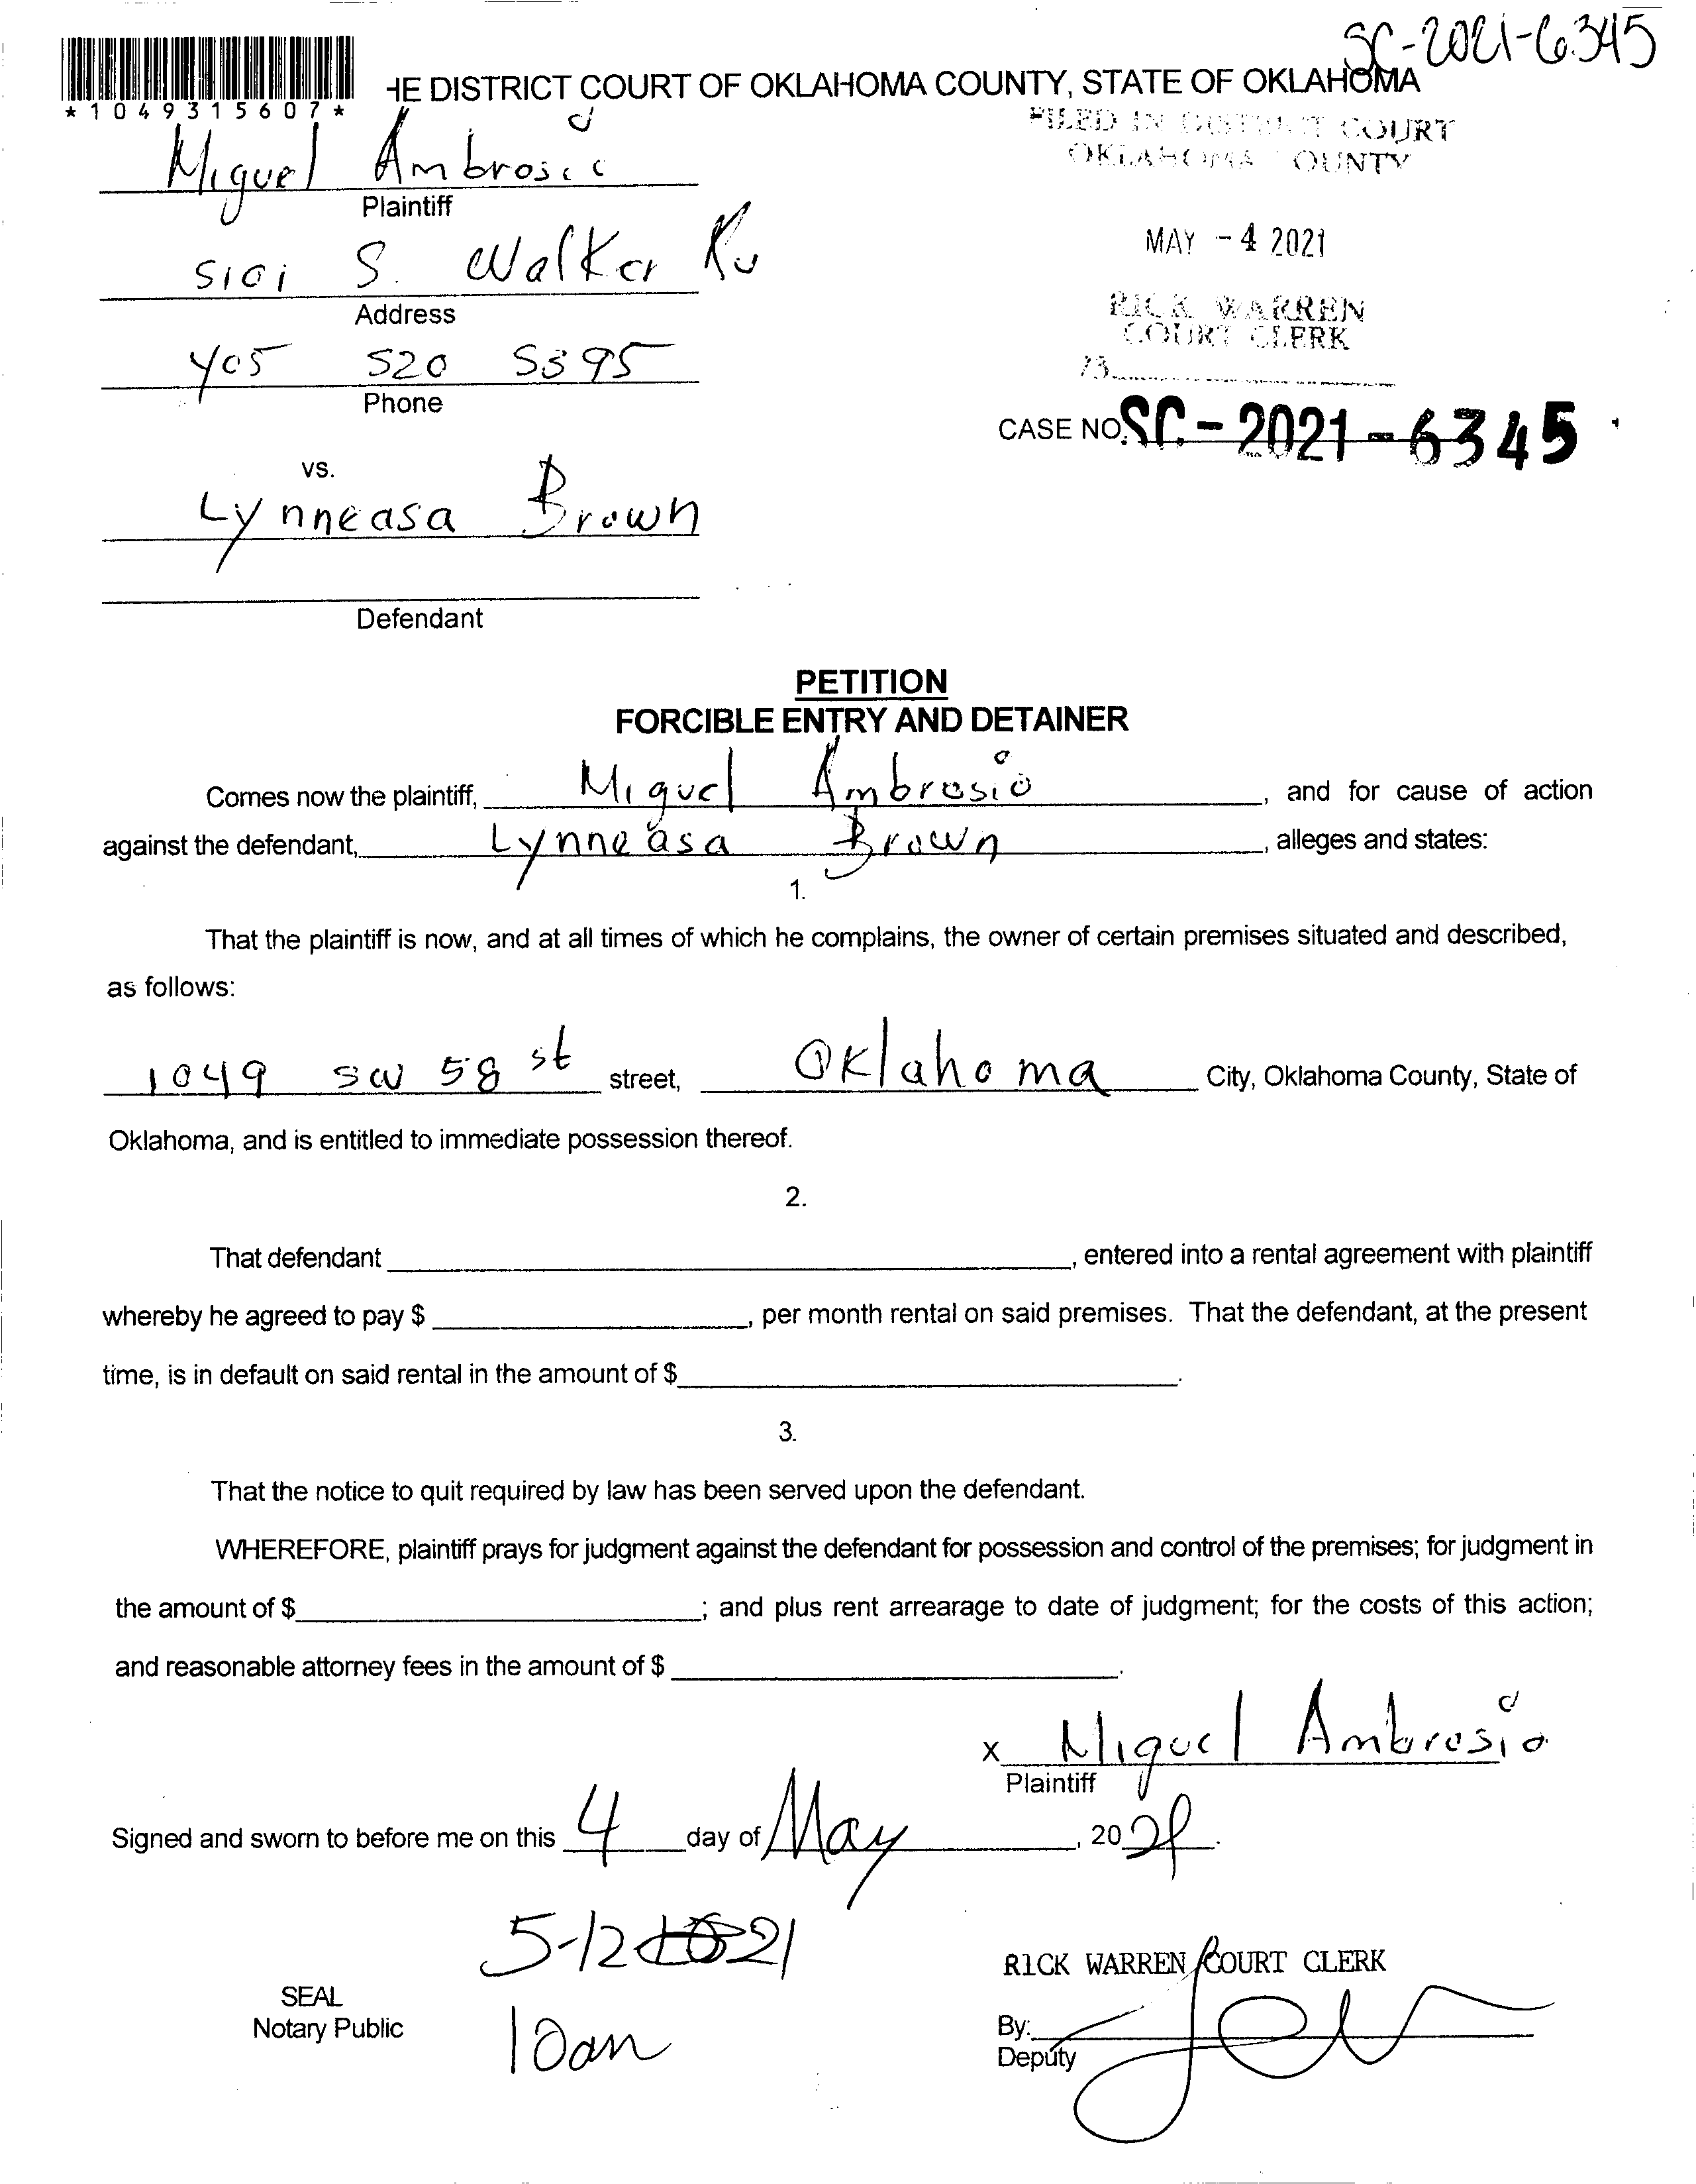 SC-2021-6345
*1049315607*
HE DISTRICT COURT OF OKLAHOMA COUNTY, STATE OF OKLAHOMA
FILED IN DISTRICT COURT
OKLAHOMA COUNTY
Miguel Ambrosio
Plaintiff
MAY -4 2021
5101 S. Walker
Address
RICK WARREN
COURT CLERK
405 520 5395
Phone
73
CASE NO. SC-2021-6345
vs.
Lynneasa Brown
Defendant
PETITION
FORCIBLE ENTRY AND DETAINER
Comes now the plaintiff, Miguel Ambrosio, and for cause of action
against the defendant, Lynneasa Brown, alleges and states:
1.
That the plaintiff is now, and at all times of which he complains, the owner of certain premises situated and described,
as follows:
1049 SW 58 st street, Oklahoma City, Oklahoma County, State of
Oklahoma, and is entitled to immediate possession thereof.
2.
That defendant , entered into a rental agreement with plaintiff
whereby he agreed to pay $ , per month rental on said premises. That the defendant, at the present
time, is in default on said rental in the amount of $ .
3.
That the notice to quit required by law has been served upon the defendant.
WHEREFORE, plaintiff prays for judgment against the defendant for possession and control of the premises; for judgment in
the amount of $ ; and plus rent arrearage to date of judgment; for the costs of this action;
and reasonable attorney fees in the amount of $ .
x Miguel Ambrosio
Plaintiff
Signed and sworn to before me on this 4 day of May, 2021.
5-12 2021
RICK WARREN COURT CLERK
SEAL
Notary Public
10am
By:
Deputy